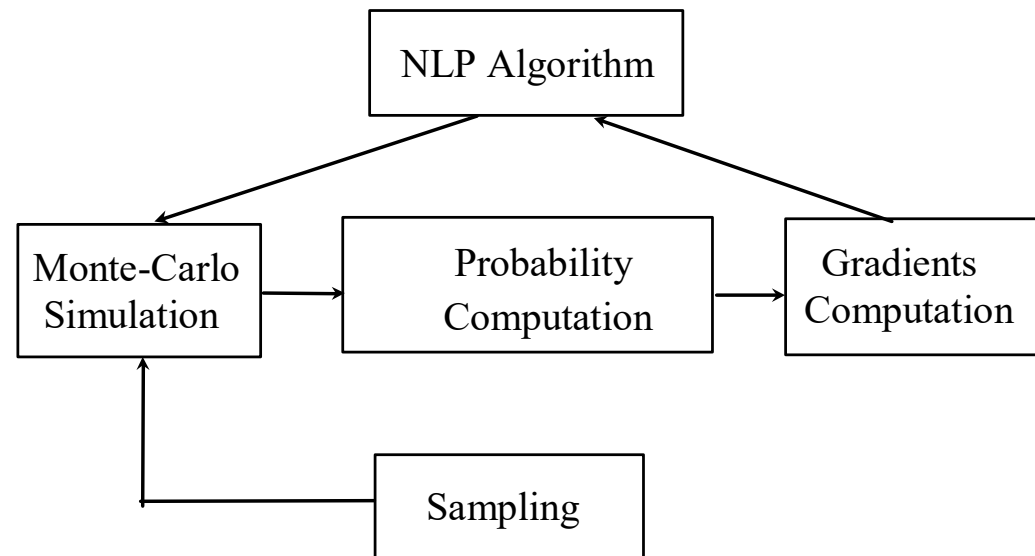 NLP Algorithm
Monte-Carlo
Simulation
Probability
Computation
Gradients
Computation
Sampling